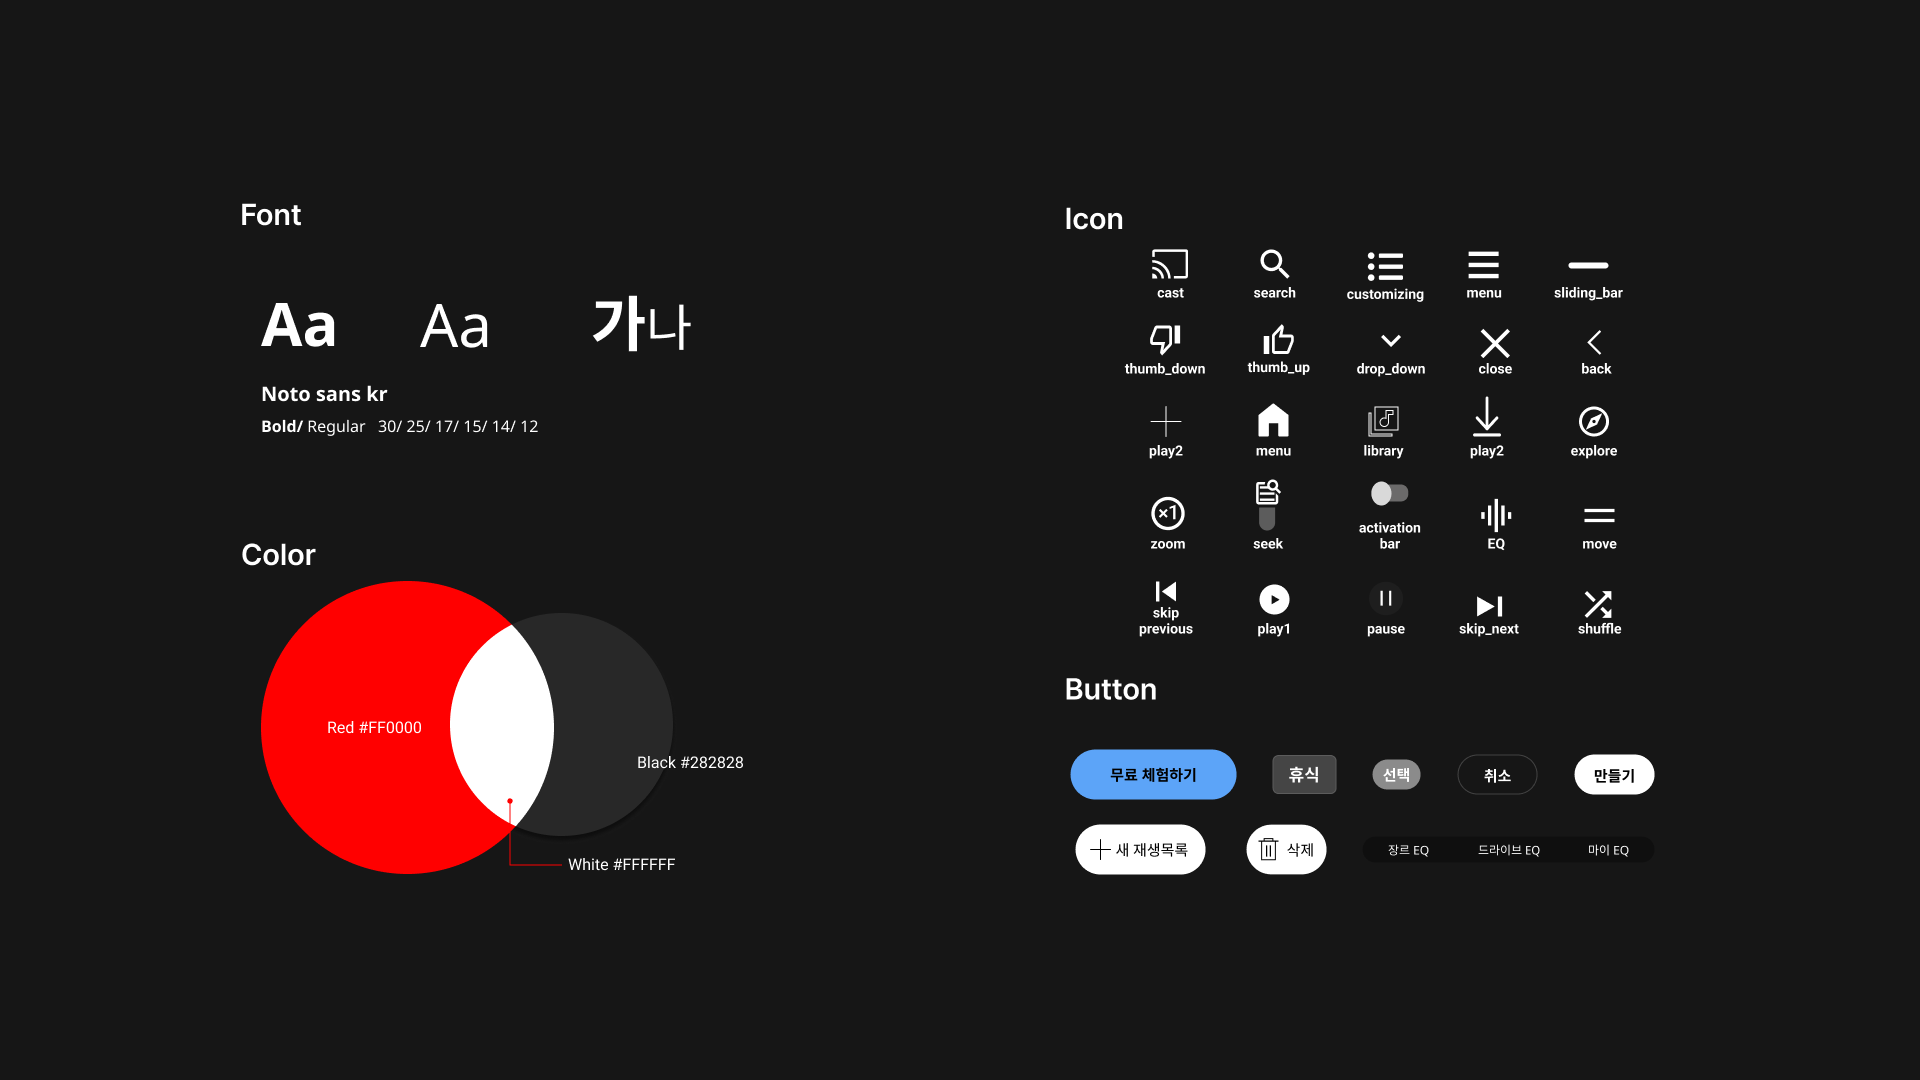 Font
Aa Aa 가나
Noto sans kr
Bold/ Regular 30/ 25/ 17/ 15/ 14/ 12
Color
Red #FF0000
Black #282828
White #FFFFFF
Icon
cast search customizing menu sliding_bar
thumb_down thumb_up drop_down close back
play2 menu library play2 explore
×1
zoom seek activation bar EQ move
skip previous play1 pause skip_next shuffle
Button
무료 체험하기 휴식 선택 취소 만들기
새 재생목록 삭제 장르 EQ 드라이브 EQ 마이 EQ